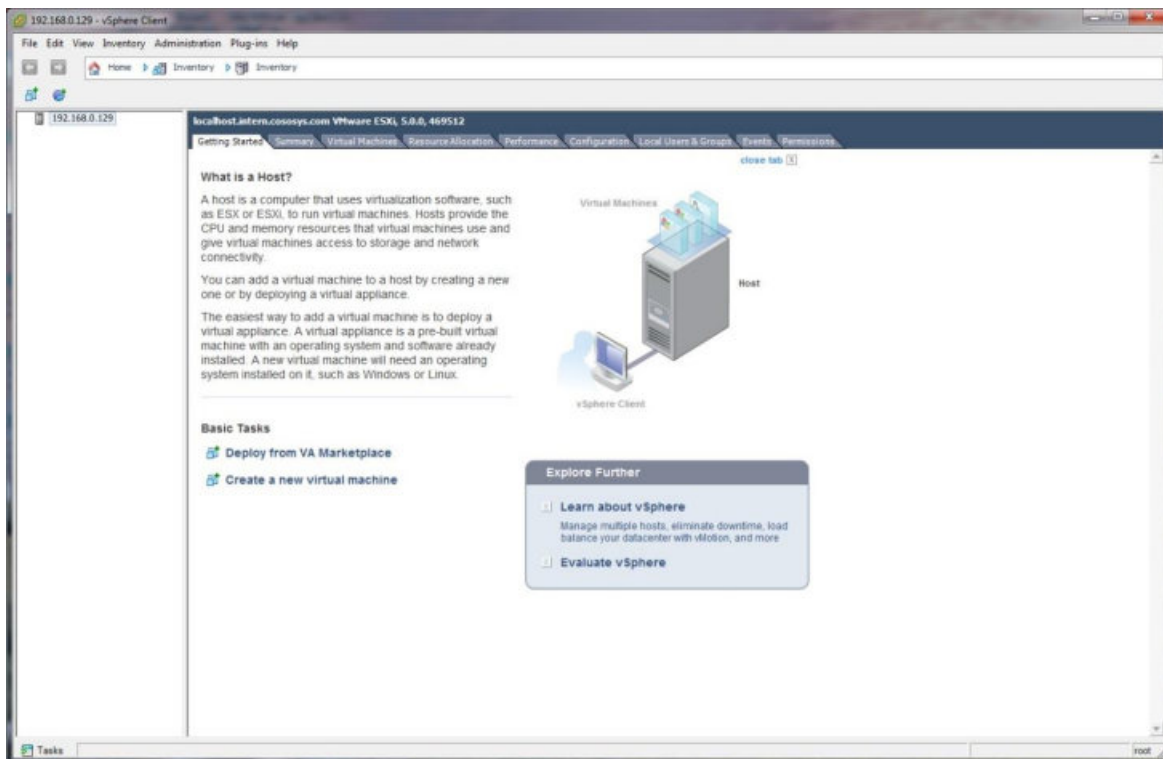 192.168.0.129 - vSphere Client
File Edit View Inventory Administration Plug-ins Help
Home Inventory Inventory
192.168.0.129
localhost.intern.cososys.com VMware ESXi, 5.0.0, 469512
Getting Started Summary Virtual Machines Resource Allocation Performance Configuration Local Users & Groups Events Permissions
close tab
What is a Host?
A host is a computer that uses virtualization software, such
as ESX or ESXi, to run virtual machines. Hosts provide the
CPU and memory resources that virtual machines use and
give virtual machines access to storage and network
connectivity.
You can add a virtual machine to a host by creating a new
one or by deploying a virtual appliance.
The easiest way to add a virtual machine is to deploy a
virtual appliance. A virtual appliance is a pre-built virtual
machine with an operating system and software already
installed. A new virtual machine will need an operating
system installed on it, such as Windows or Linux.
Virtual Machines
Host
vSphere Client
Basic Tasks
Deploy from VA Marketplace
Create a new virtual machine
Explore Further
Learn about vSphere
Manage multiple hosts, eliminate downtime, load
balance your datacenter with vMotion, and more
Evaluate vSphere
Tasks
root